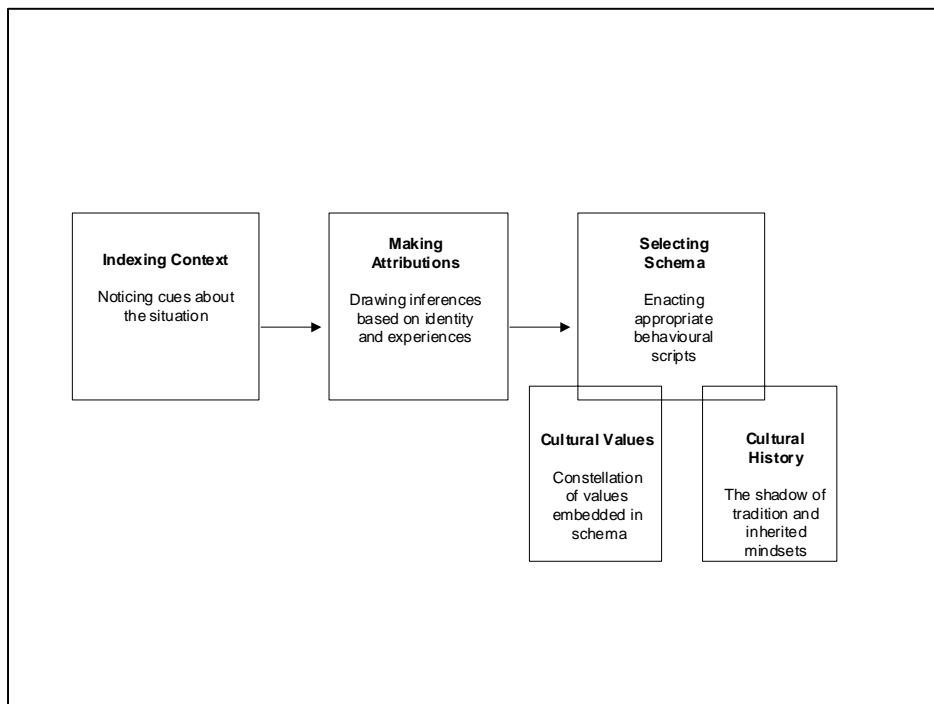 Indexing Context
Noticing cues about
the situation
Making
Attributions
Drawing inferences
based on identity
and experiences
Selecting
Schema
Enacting
appropriate
behavioural
scripts
Cultural Values
Constellation
of values
embedded in
schema
Cultural
History
The shadow of
tradition and
inherited
mindsets